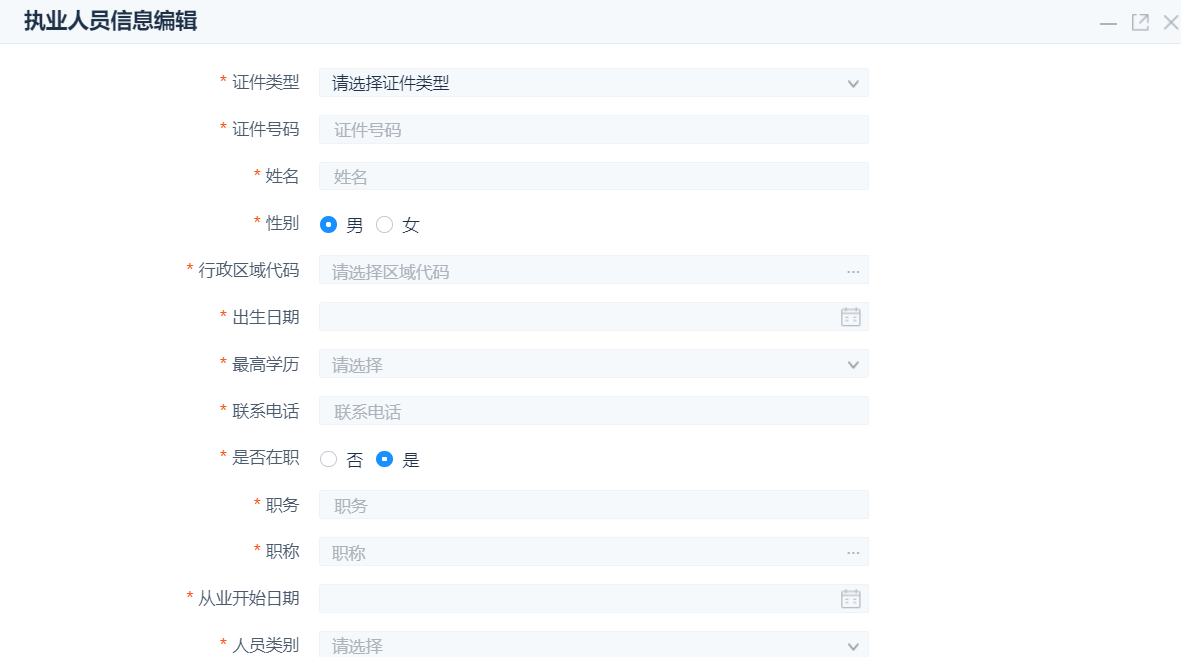 执业人员信息编辑
* 证件类型 请选择证件类型
* 证件号码 证件号码
* 姓名 姓名
* 性别 男 女
* 行政区域代码 请选择区域代码 ...
* 出生日期
* 最高学历 请选择
* 联系电话 联系电话
* 是否在职 否 是
* 职务 职务
* 职称 职称 ...
* 从业开始日期
* 人员类别 请选择